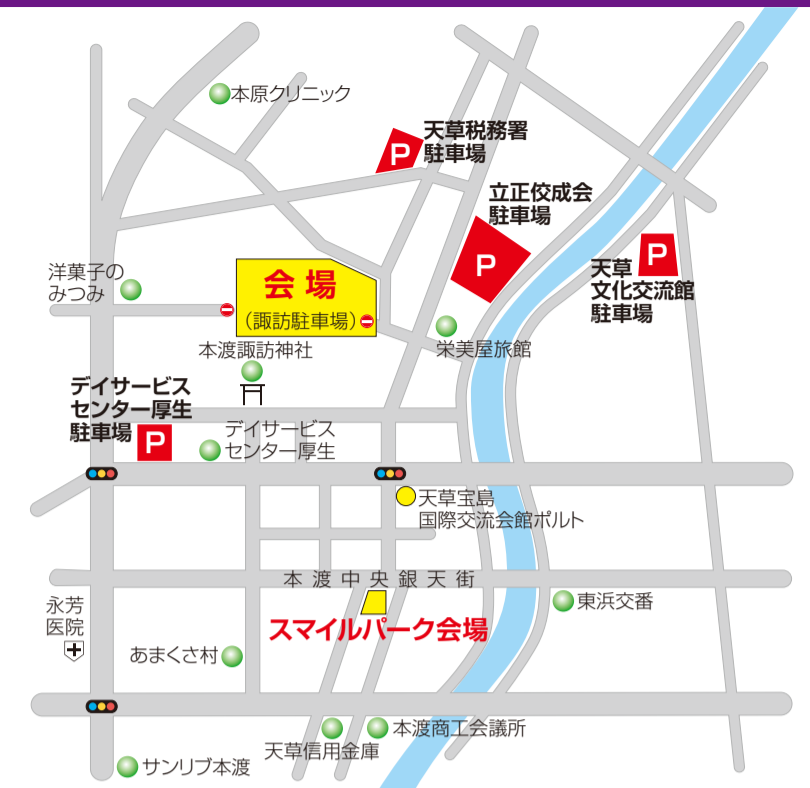 本原クリニック
天草税務署
駐車場
P
立正佼成会
駐車場
P
P
天草
文化交流館
駐車場
洋菓子の
みつみ
会場
(諏訪駐車場)
本渡諏訪神社
栄美屋旅館
デイサービス
センター厚生
駐車場
P
デイサービス
センター厚生
天草宝島
国際交流会館ポルト
本渡中央銀天街
スマイルパーク会場
東浜交番
永芳
医院
あまくさ村
本渡商工会議所
天草信用金庫
サンリブ本渡